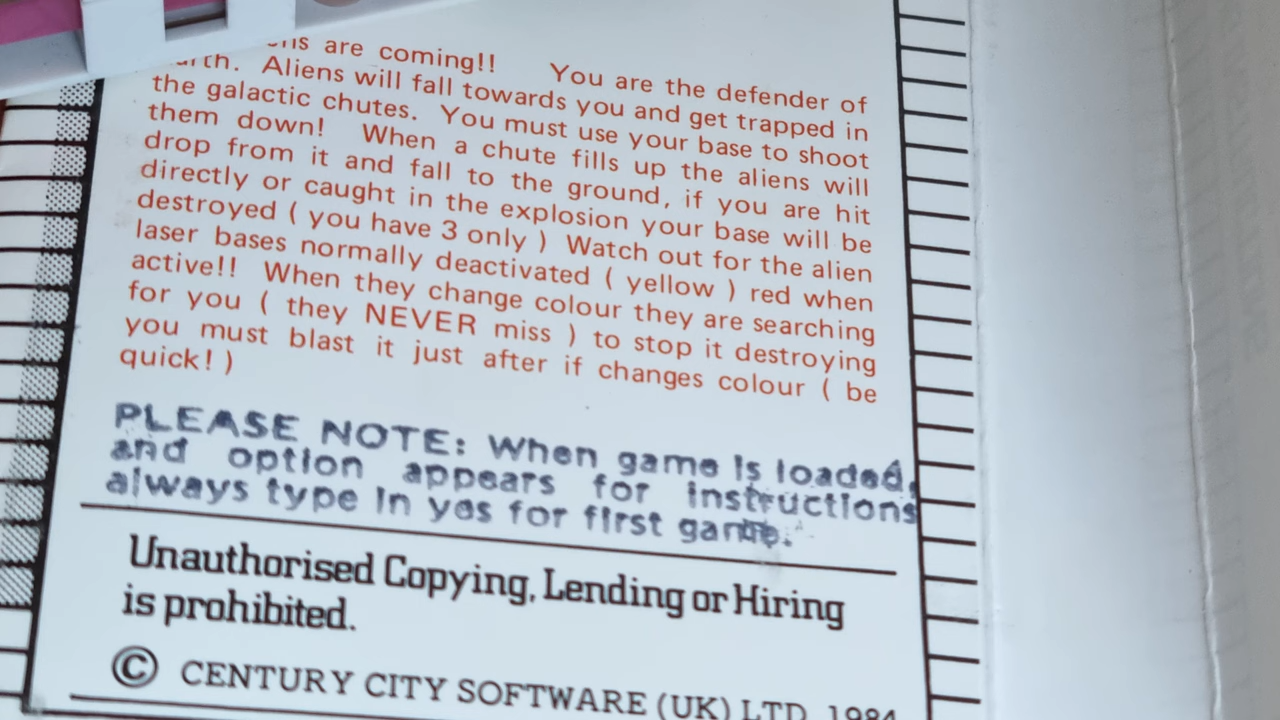 are coming!! You are the defender of
Aliens will fall towards you and get trapped in
the galactic chutes. You must use your base to shoot
them down! When a chute fills up the aliens will
drop from it and fall to the ground, if you are hit
directly or caught in the explosion your base will be
destroyed ( you have 3 only ) Watch out for the alien
laser bases normally deactivated ( yellow ) red when
active!! When they change colour they are searching
for you ( they NEVER miss ) to stop it destroying
you must blast it just after if changes colour ( be
quick! )
PLEASE NOTE: When game is loaded,
and option appears for instructions
always type in yes for first game.
Unauthorised Copying, Lending or Hiring
is prohibited.
© CENTURY CITY SOFTWARE (UK) LTD. 1984